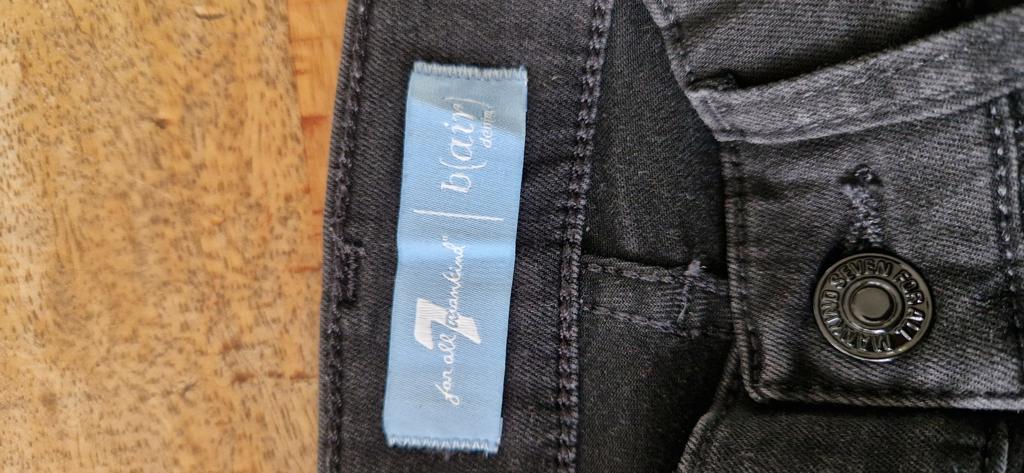 7
for all mankind®
b(air)
denim
SEVEN FOR ALL MANKIND